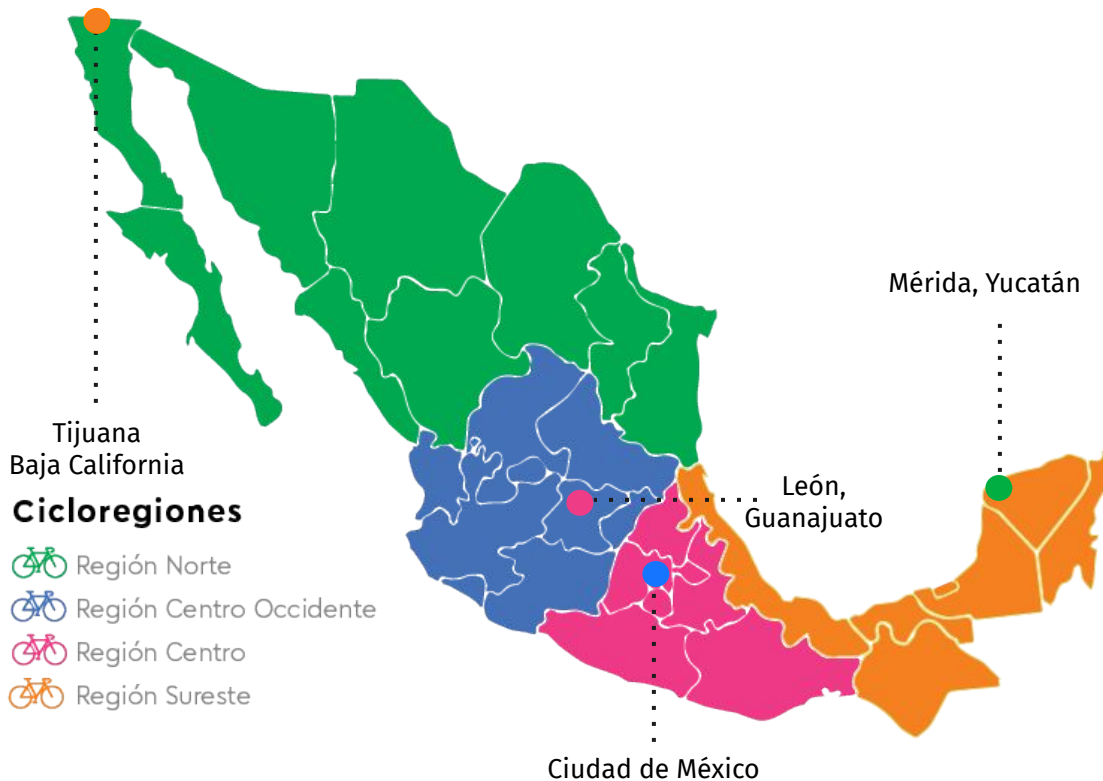 Mérida, Yucatán
Tijuana
Baja California
León,
Guanajuato
Cicloregiones
Región Norte
Región Centro Occidente
Región Centro
Región Sureste
Ciudad de México